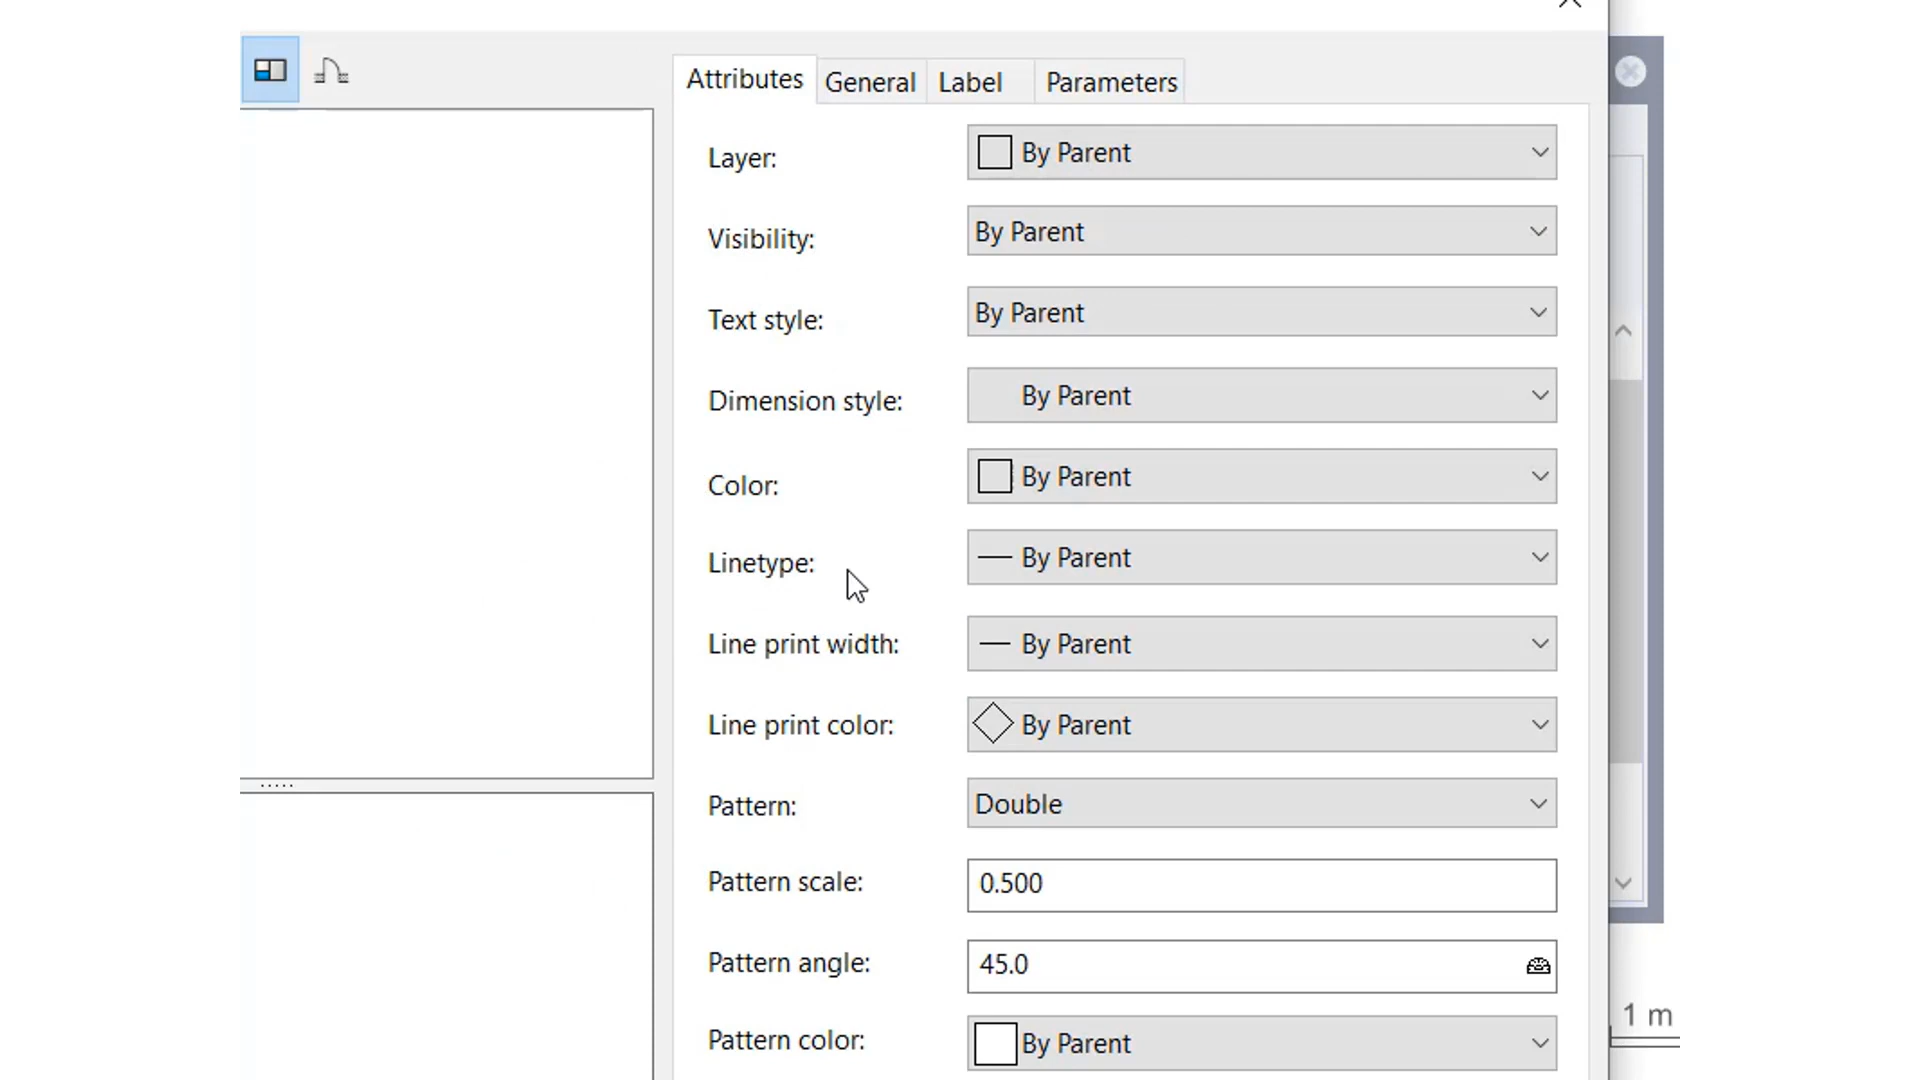 Attributes General Label Parameters
Layer: By Parent
Visibility: By Parent
Text style: By Parent
Dimension style: By Parent
Color: By Parent
Linetype: By Parent
Line print width: By Parent
Line print color: By Parent
Pattern: Double
Pattern scale: 0.500
Pattern angle: 45.0
1 m
Pattern color: By Parent